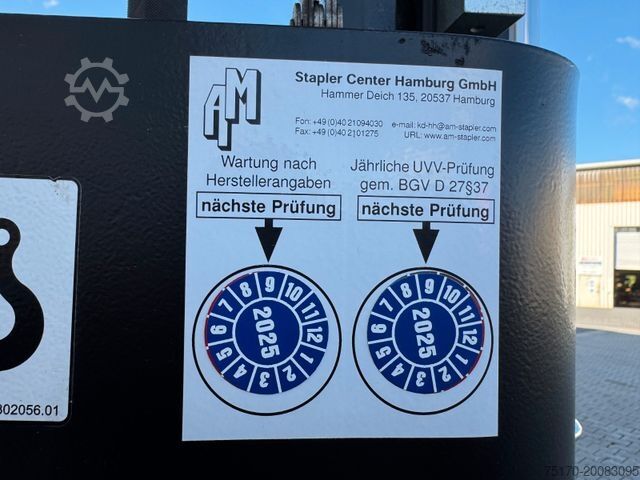 AM
Stapler Center Hamburg GmbH
Hammer Deich 135, 20537 Hamburg
Fon: +49 (0)40 21094030 e-mail: kd-hh@am-stapler.com
Fax: +49 (0)40 2101275 URL: www.am-stapler.com
Wartung nach
Herstellerangaben
nächste Prüfung
Jährliche UVV-Prüfung
gem. BGV D 27§37
nächste Prüfung
1 2 3 4 5 6 7 8 9 10 11 12
2025
1 2 3 4 5 6 7 8 9 10 11 12
2025
302056.01
75170-20083095